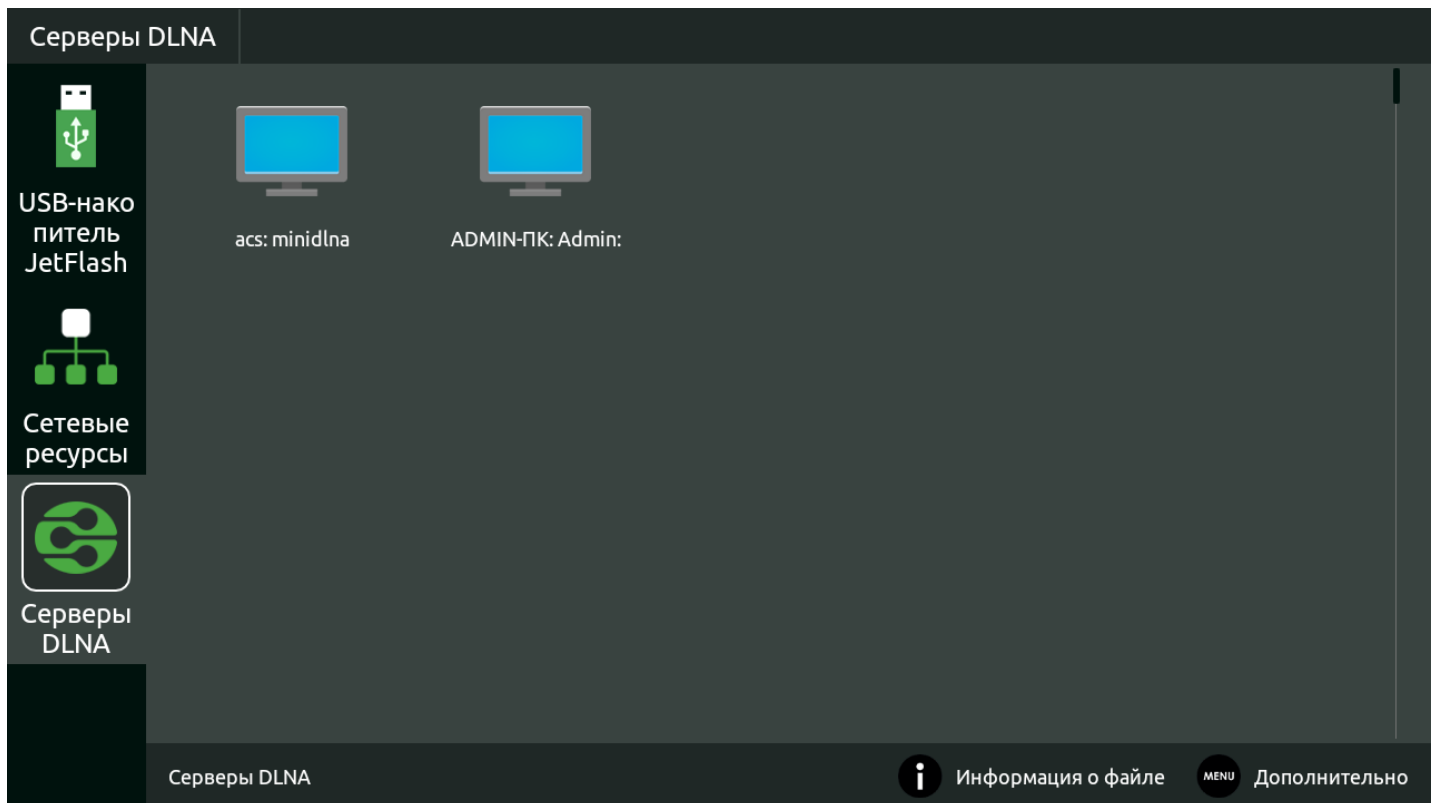 Серверы DLNA
USB-нако
питель
JetFlash
Сетевые
ресурсы
Серверы
DLNA
acs: minidlna
ADMIN-ПК: Admin:
Серверы DLNA
i Информация о файле
MENU Дополнительно